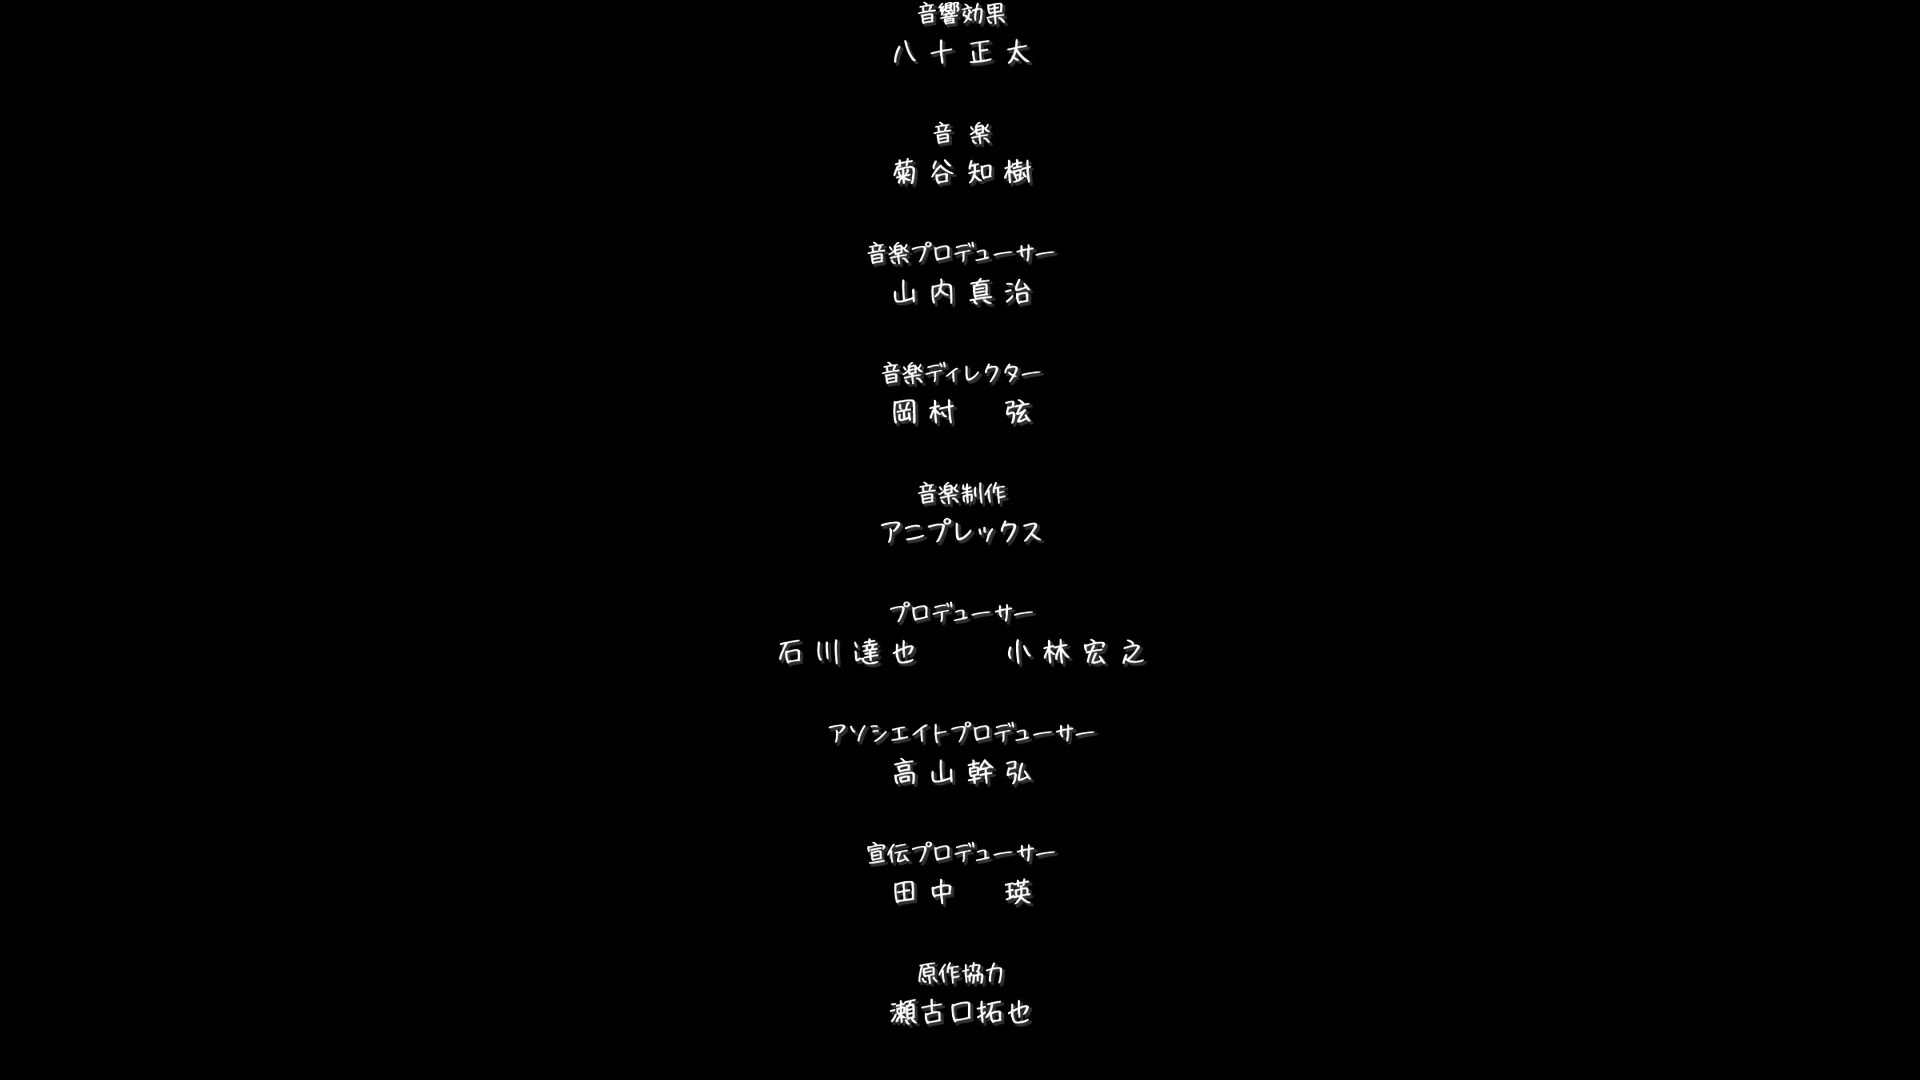 音響効果
八十正太
音楽
菊谷知樹
音楽プロデューサー
山内真治
音楽ディレクター
岡村 弦
音楽制作
アニプレックス
プロデューサー
石川達也 小林宏之
アソシエイトプロデューサー
高山幹弘
宣伝プロデューサー
田中 瑛
原作協力
瀬古口拓也